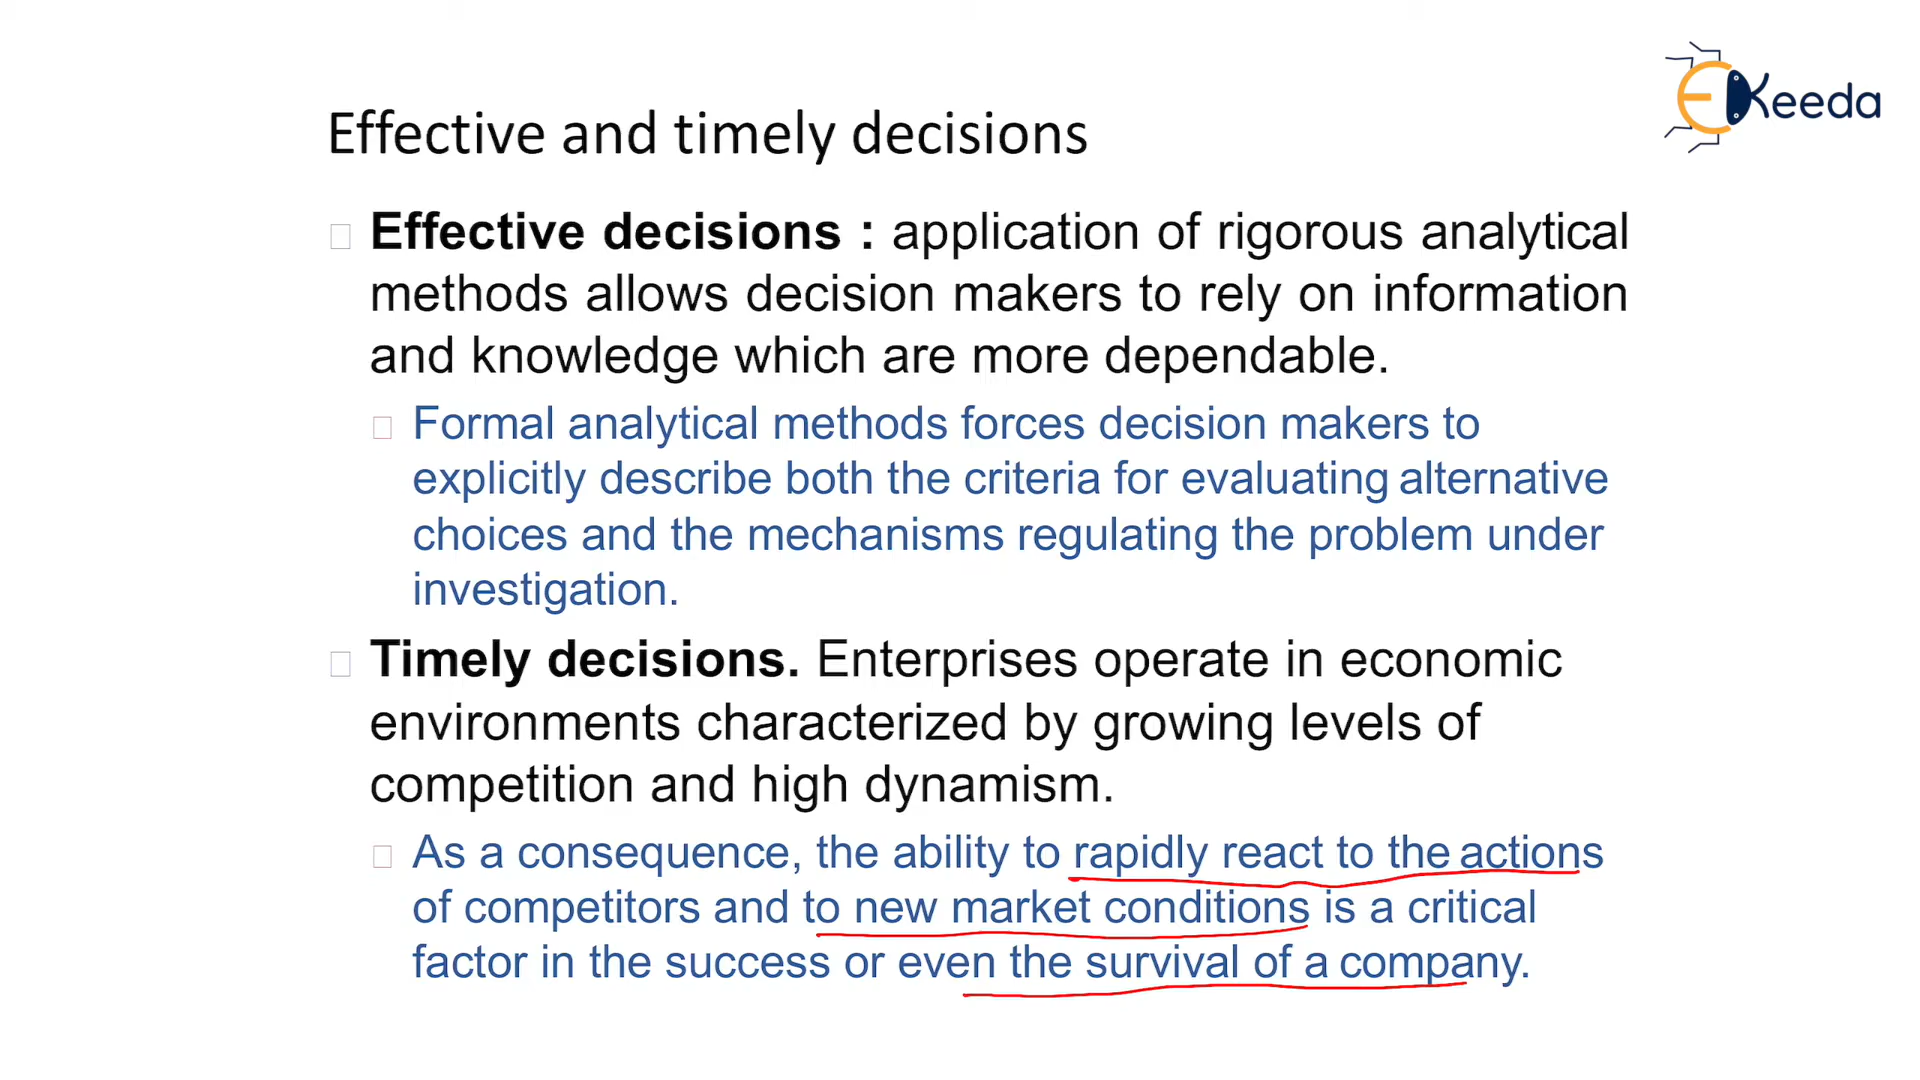 EKeeda
Effective and timely decisions
Effective decisions : application of rigorous analytical
methods allows decision makers to rely on information
and knowledge which are more dependable.
Formal analytical methods forces decision makers to
explicitly describe both the criteria for evaluating alternative
choices and the mechanisms regulating the problem under
investigation.
Timely decisions. Enterprises operate in economic
environments characterized by growing levels of
competition and high dynamism.
As a consequence, the ability to rapidly react to the actions
of competitors and to new market conditions is a critical
factor in the success or even the survival of a company.